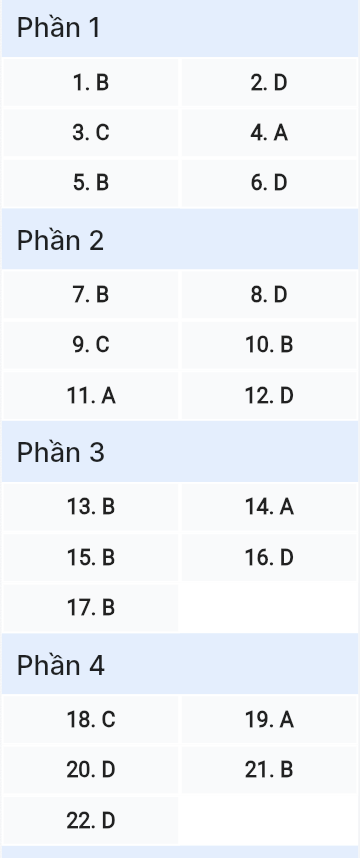 Phần 1
1. B 2. D
3. C 4. A
5. B 6. D
Phần 2
7. B 8. D
9. C 10. B
11. A 12. D
Phần 3
13. B 14. A
15. B 16. D
17. B
Phần 4
18. C 19. A
20. D 21. B
22. D